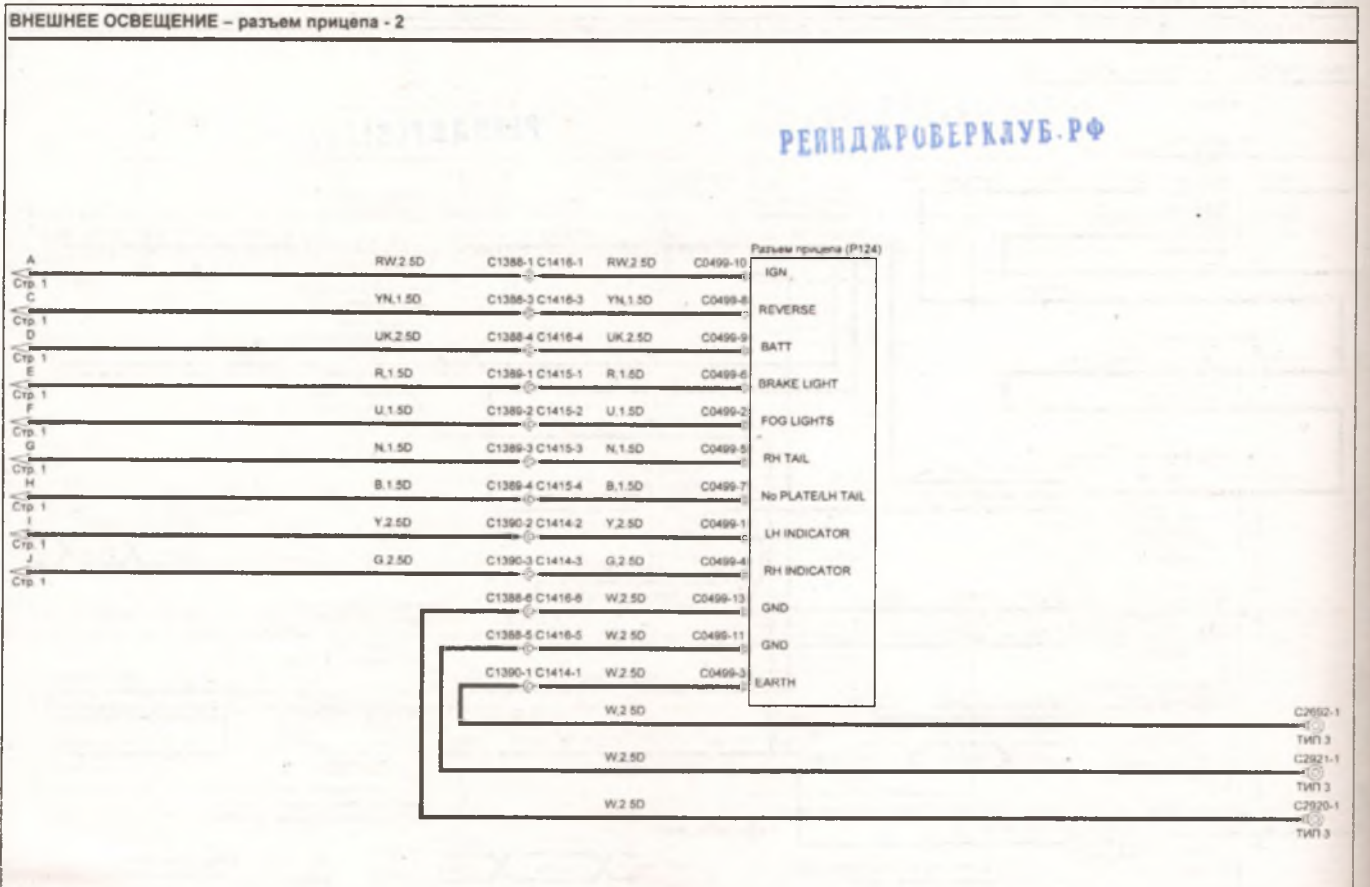 ВНЕШНЕЕ ОСВЕЩЕНИЕ – разъем прицепа - 2
РЕЙНДЖРОВЕРКЛУБ.РФ
Разъем прицепа (P124)
A RW,2.5D C1388-1 C1416-1 RW,2.5D C0499-10 IGN
Стр. 1
C YN,1.5D C1388-3 C1416-3 YN,1.5D C0499-8 REVERSE
Стр. 1
D UK,2.5D C1388-4 C1416-4 UK,2.5D C0499-9 BATT
Стр. 1
E R,1.5D C1389-1 C1415-1 R,1.5D C0499-6 BRAKE LIGHT
Стр. 1
F U,1.5D C1389-2 C1415-2 U,1.5D C0499-2 FOG LIGHTS
Стр. 1
G N,1.5D C1389-3 C1415-3 N,1.5D C0499-5 RH TAIL
Стр. 1
H B,1.5D C1389-4 C1415-4 B,1.5D C0499-7 No PLATE/LH TAIL
Стр. 1
I Y,2.5D C1390-2 C1414-2 Y,2.5D C0499-1 LH INDICATOR
Стр. 1
J G,2.5D C1390-3 C1414-3 G,2.5D C0499-4 RH INDICATOR
Стр. 1
C1388-6 C1416-6 W,2.5D C0499-13 GND
C1388-5 C1416-5 W,2.5D C0499-11 GND
C1390-1 C1414-1 W,2.5D C0499-3 EARTH
W,2.5D C2692-1
ТИП 3
W,2.5D C2921-1
ТИП 3
W,2.5D C2920-1
ТИП 3